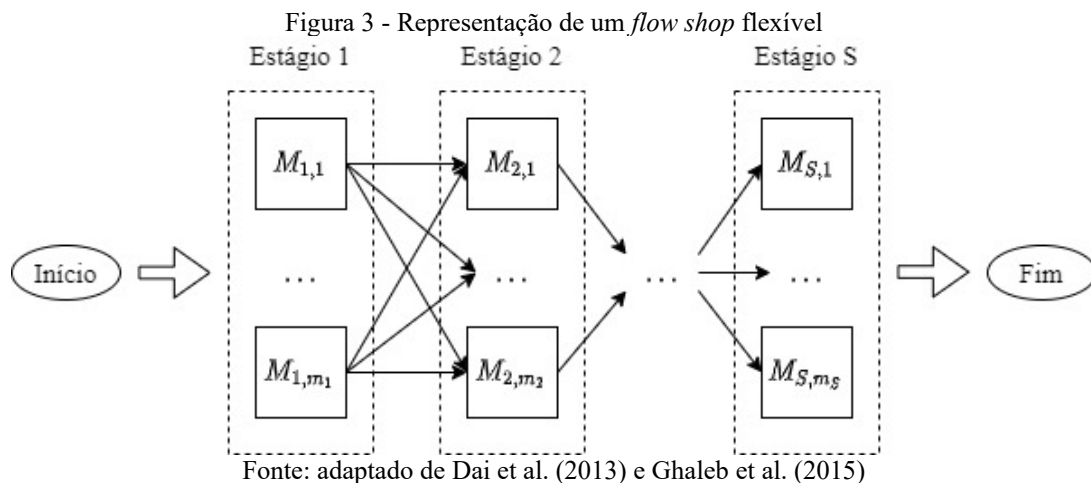 Figura 3 - Representação de um flow shop flexível
Estágio 1 Estágio 2 Estágio S
M1,1 M2,1 MS,1
Início ... ... ... ... Fim
M1,m1 M2,m2 MS,mS
Fonte: adaptado de Dai et al. (2013) e Ghaleb et al. (2015)